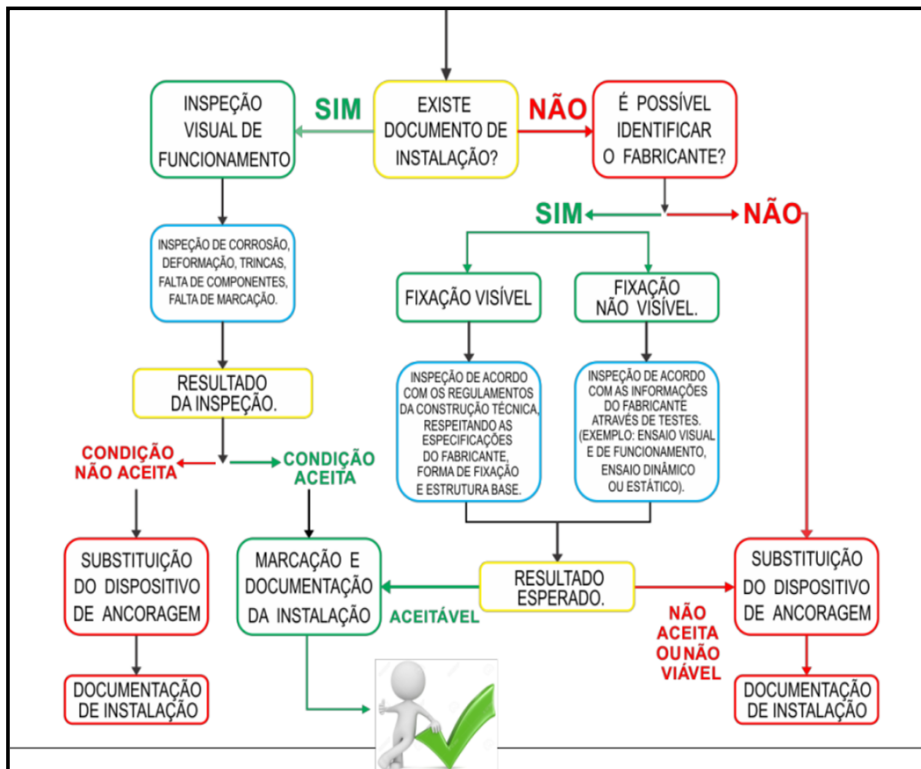 EXISTE
DOCUMENTO DE
INSTALAÇÃO?
SIM
NÃO
INSPEÇÃO
VISUAL DE
FUNCIONAMENTO
É POSSÍVEL
IDENTIFICAR
O FABRICANTE?
SIM
NÃO
INSPEÇÃO DE CORROSÃO,
DEFORMAÇÃO, TRINCAS,
FALTA DE COMPONENTES,
FALTA DE MARCAÇÃO.
FIXAÇÃO VISÍVEL
FIXAÇÃO
NÃO VISÍVEL.
RESULTADO
DA INSPEÇÃO.
INSPEÇÃO DE ACORDO
COM OS REGULAMENTOS
DA CONSTRUÇÃO TÉCNICA,
RESPEITANDO AS
ESPECIFICAÇÕES
DO FABRICANTE,
FORMA DE FIXAÇÃO
E ESTRUTURA BASE.
INSPEÇÃO DE ACORDO
COM AS INFORMAÇÕES
DO FABRICANTE
ATRAVÉS DE TESTES.
(EXEMPLO: ENSAIO VISUAL
E DE FUNCIONAMENTO,
ENSAIO DINÂMICO
OU ESTÁTICO).
CONDIÇÃO
NÃO ACEITA
CONDIÇÃO
ACEITA
SUBSTITUIÇÃO
DO DISPOSITIVO
DE ANCORAGEM
MARCAÇÃO E
DOCUMENTAÇÃO
DA INSTALAÇÃO
ACEITÁVEL
RESULTADO
ESPERADO.
NÃO
ACEITA
OU NÃO
VIÁVEL
SUBSTITUIÇÃO
DO DISPOSITIVO
DE ANCORAGEM
DOCUMENTAÇÃO
DE INSTALAÇÃO
DOCUMENTAÇÃO
DE INSTALAÇÃO